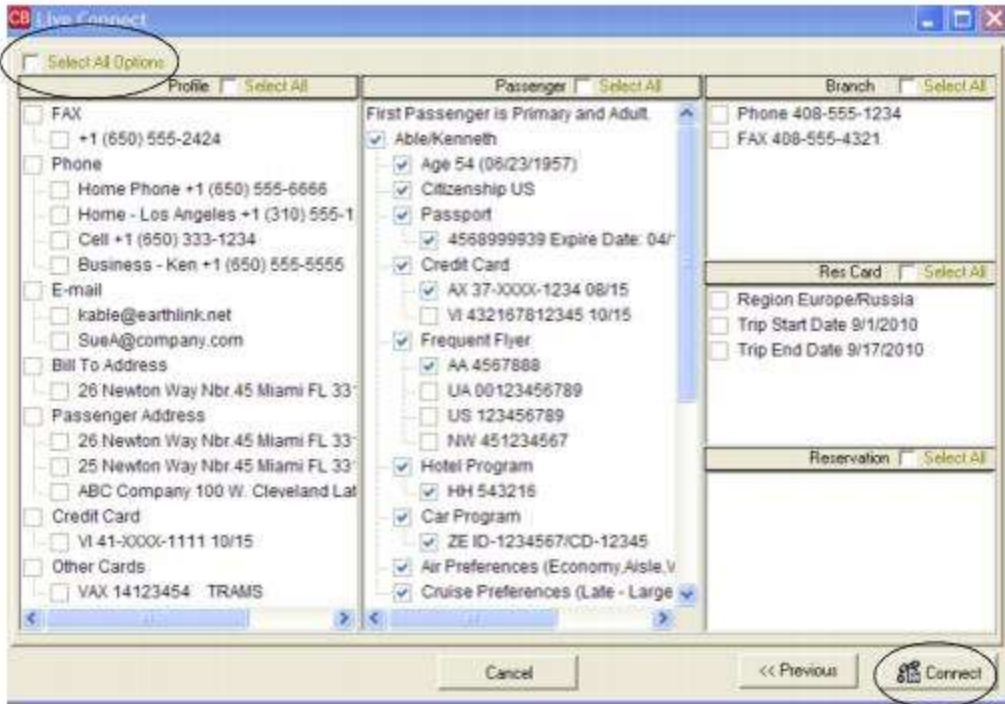 CB Live Connect
Select All Options
Profile Select All
FAX
+1 (650) 555-2424
Phone
Home Phone +1 (650) 555-6666
Home - Los Angeles +1 (310) 555-1
Cell +1 (650) 333-1234
Business - Ken +1 (650) 555-5555
E-mail
kable@earthlink.net
SueA@company.com
Bill To Address
26 Newton Way Nbr.45 Miami FL 331
Passenger Address
26 Newton Way Nbr.45 Miami FL 331
25 Newton Way Nbr.45 Miami FL 331
ABC Company 100 W. Cleveland Lat
Credit Card
VI 41-XXXX-1111 10/15
Other Cards
VAX 14123454 TRAMS
Passenger Select All
First Passenger is Primary and Adult.
Able/Kenneth
Age 54 (06/23/1957)
Citizenship US
Passport
4568999939 Expire Date: 04/
Credit Card
AX 37-XXXX-1234 08/15
VI 432167812345 10/15
Frequent Flyer
AA 4567888
UA 00123456789
US 123456789
NW 451234567
Hotel Program
HH 543216
Car Program
ZE ID-1234567/CD-12345
Air Preferences (Economy,Aisle,V
Cruise Preferences (Late - Large
Branch Select All
Phone 408-555-1234
FAX 408-555-4321
Res Card Select All
Region Europe/Russia
Trip Start Date 9/1/2010
Trip End Date 9/17/2010
Reservation Select All
Cancel
<< Previous
Connect